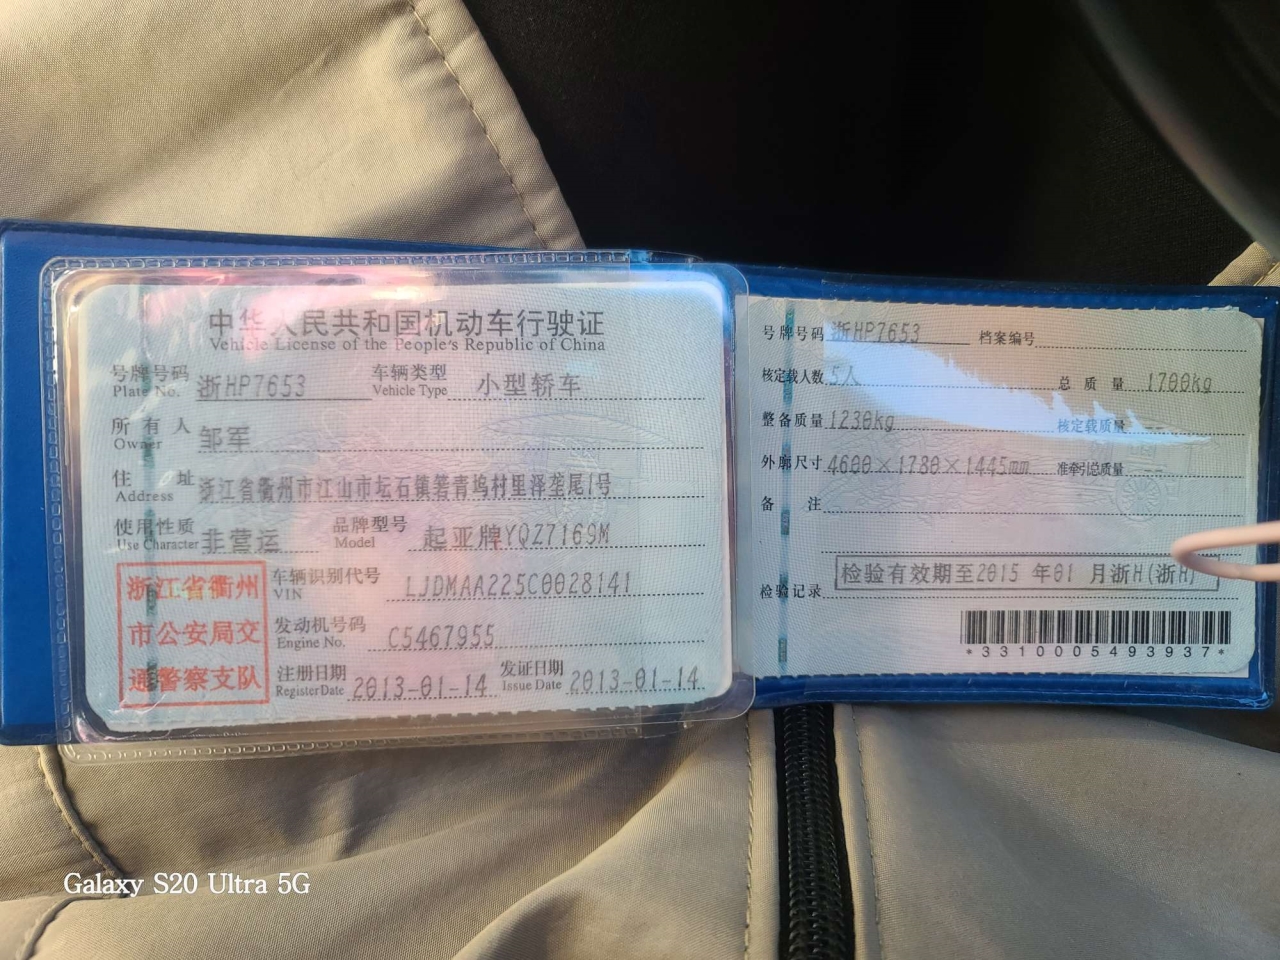 中华人民共和国机动车行驶证
Vehicle License of the People's Republic of China
号牌号码 浙HP7653 车辆类型 小型轿车
Plate No. Vehicle Type
所有人 邹军
Owner
住址 浙江省衢州市江山市坛石镇箬青坞村里泽垄尾1号
Address
使用性质 非营运 品牌型号 起亚牌YQZ7169M
Use Character Model
浙江省衢州
市公安局交
通警察支队
车辆识别代号 LJDMAA225C0028141
VIN
发动机号码 C5467955
Engine No.
注册日期 2013-01-14 发证日期 2013-01-14
Register Date Issue Date
号牌号码 浙HP7653 档案编号
核定载人数 5人 总质量 1700kg
整备质量 1230kg 核定载质量 --
外廓尺寸 4600×1780×1445mm 准牵引总质量 --
备注
检验记录 检验有效期至2015 年01 月浙H(浙H)
*3310005493937*
Galaxy S20 Ultra 5G